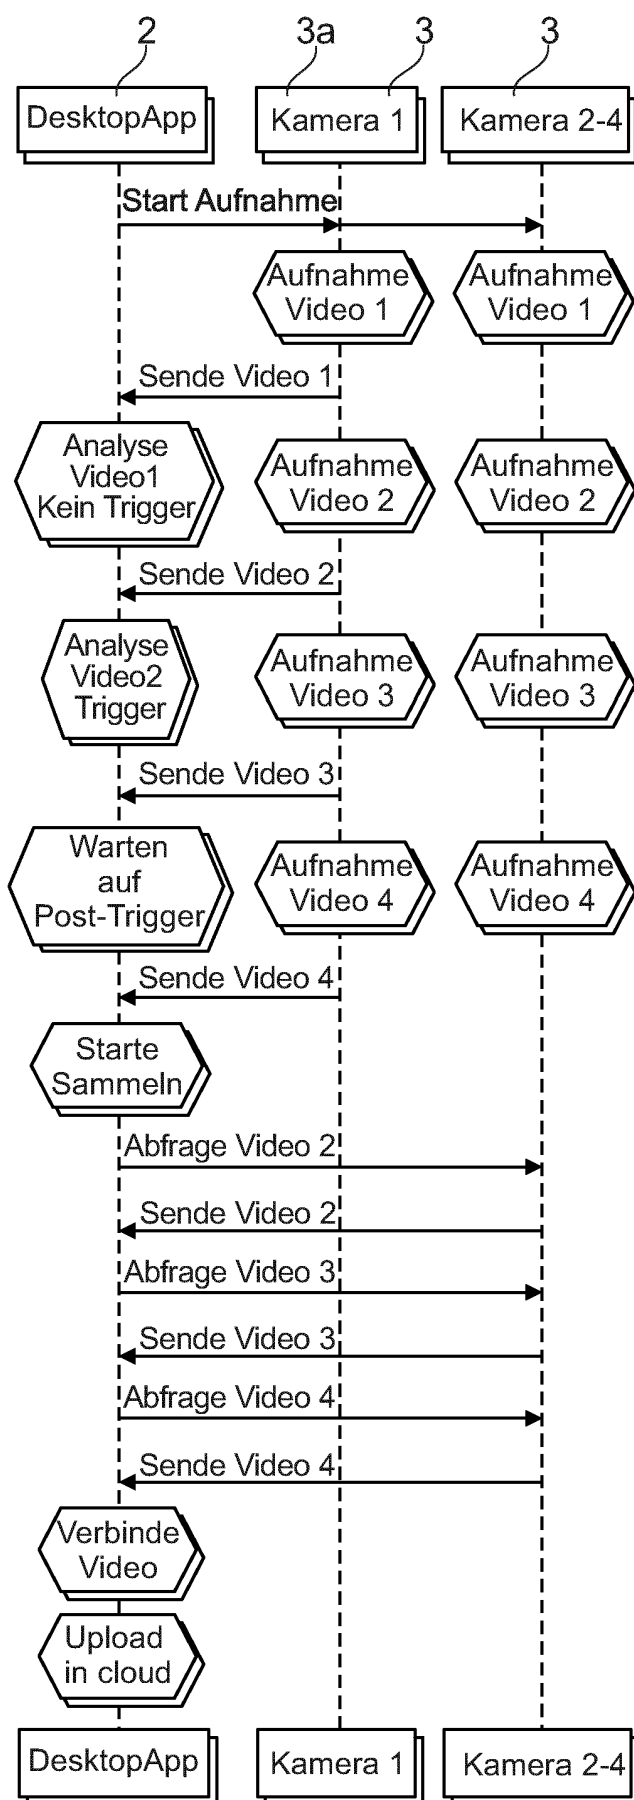 2
3a
3
3
DesktopApp
Kamera 1
Kamera 2-4
Start Aufnahme
Aufnahme
Video 1
Aufnahme
Video 1
Sende Video 1
Analyse
Video1
Kein Trigger
Aufnahme
Video 2
Aufnahme
Video 2
Sende Video 2
Analyse
Video2
Trigger
Aufnahme
Video 3
Aufnahme
Video 3
Sende Video 3
Warten
auf
Post-Trigger
Aufnahme
Video 4
Aufnahme
Video 4
Sende Video 4
Starte
Sammeln
Abfrage Video 2
Sende Video 2
Abfrage Video 3
Sende Video 3
Abfrage Video 4
Sende Video 4
Verbinde
Video
Upload
in cloud
DesktopApp
Kamera 1
Kamera 2-4